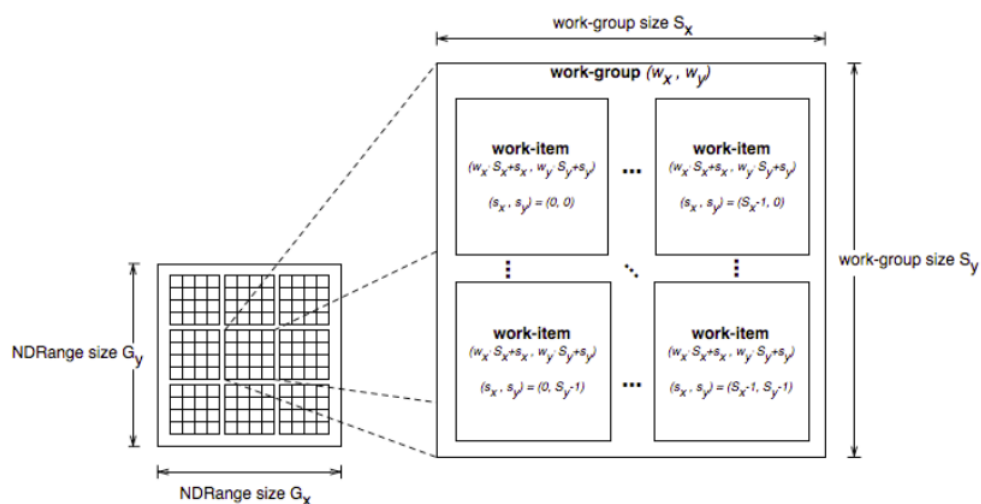 work-group size Sx
work-group (wx , wy)
work-item
(wx· Sx+sx , wy· Sy+sy)
(sx , sy) = (0, 0)
...
work-item
(wx· Sx+sx , wy· Sy+sy)
(sx , sy) = (Sx-1, 0)
work-group size Sy
work-item
(wx· Sx+sx , wy· Sy+sy)
(sx , sy) = (0, Sy-1)
...
work-item
(wx· Sx+sx , wy· Sy+sy)
(sx , sy) = (Sx-1, Sy-1)
NDRange size Gy
NDRange size Gx